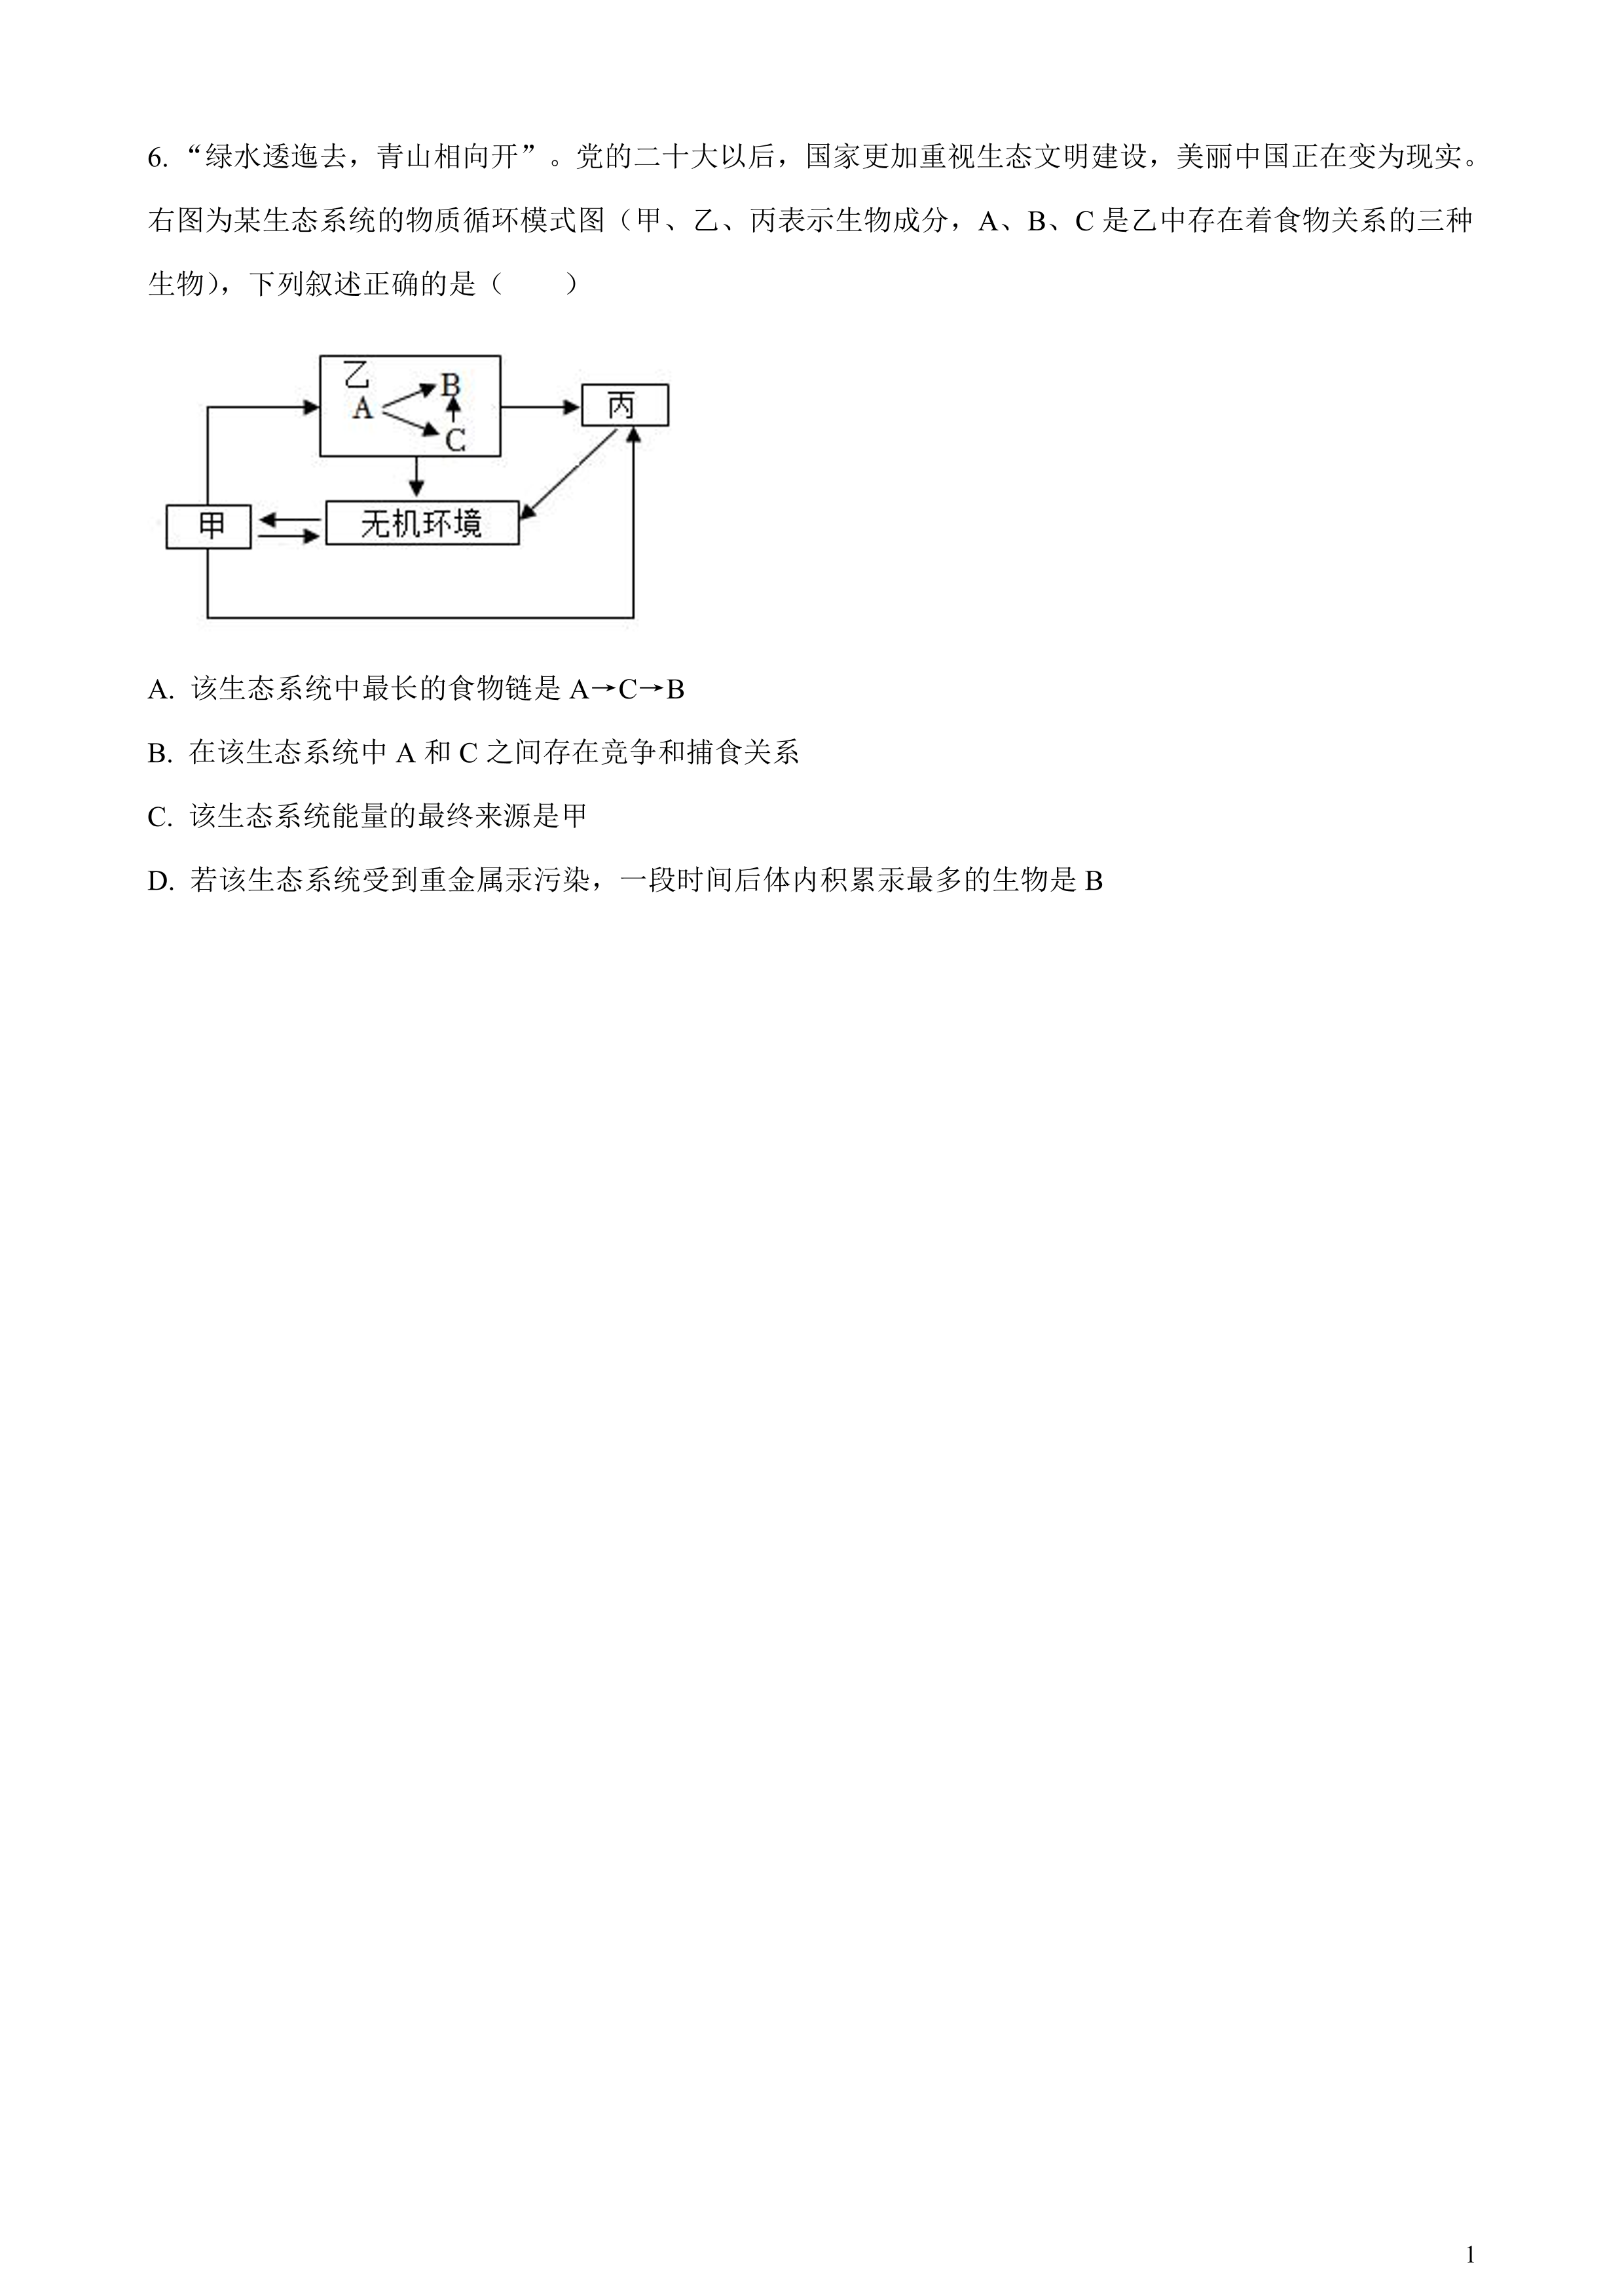 6. “绿水逶迤去，青山相向开”。党的二十大以后，国家更加重视生态文明建设，美丽中国正在变为现实。
右图为某生态系统的物质循环模式图（甲、乙、丙表示生物成分，A、B、C 是乙中存在着食物关系的三种
生物），下列叙述正确的是（　　）
乙
B
A
C
丙
甲
无机环境
A. 该生态系统中最长的食物链是 A→C→B
B. 在该生态系统中 A 和 C 之间存在竞争和捕食关系
C. 该生态系统能量的最终来源是甲
D. 若该生态系统受到重金属汞污染，一段时间后体内积累汞最多的生物是 B
1